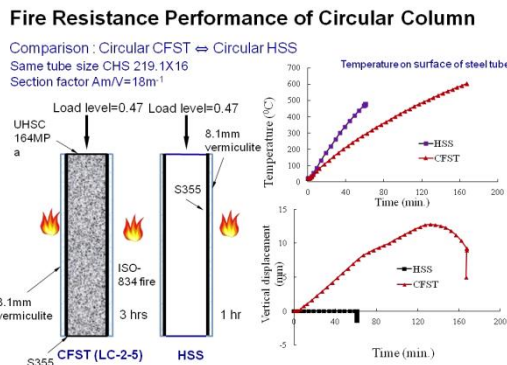 Fire Resistance Performance of Circular Column
Comparison : Circular CFST ⇔ Circular HSS
Same tube size CHS 219.1X16
Section factor Am/V=18m-1
Load level=0.47
Load level=0.47
UHSC
164MP
a
8.1mm
vermiculite
S355
ISO-
834 fire
8.1mm
vermiculite
3 hrs
1 hr
S355
CFST (LC-2-5)
HSS
Temperature on surface of steel tube
Temperature (⁰C)
700
600
500
400
300
200
100
0
0
40
80
120
160
200
HSS
CFST
Time (min.)
Vertical displacement
(mm)
15
10
5
0
-5
0
40
80
120
160
200
HSS
CFST
Time (min.)